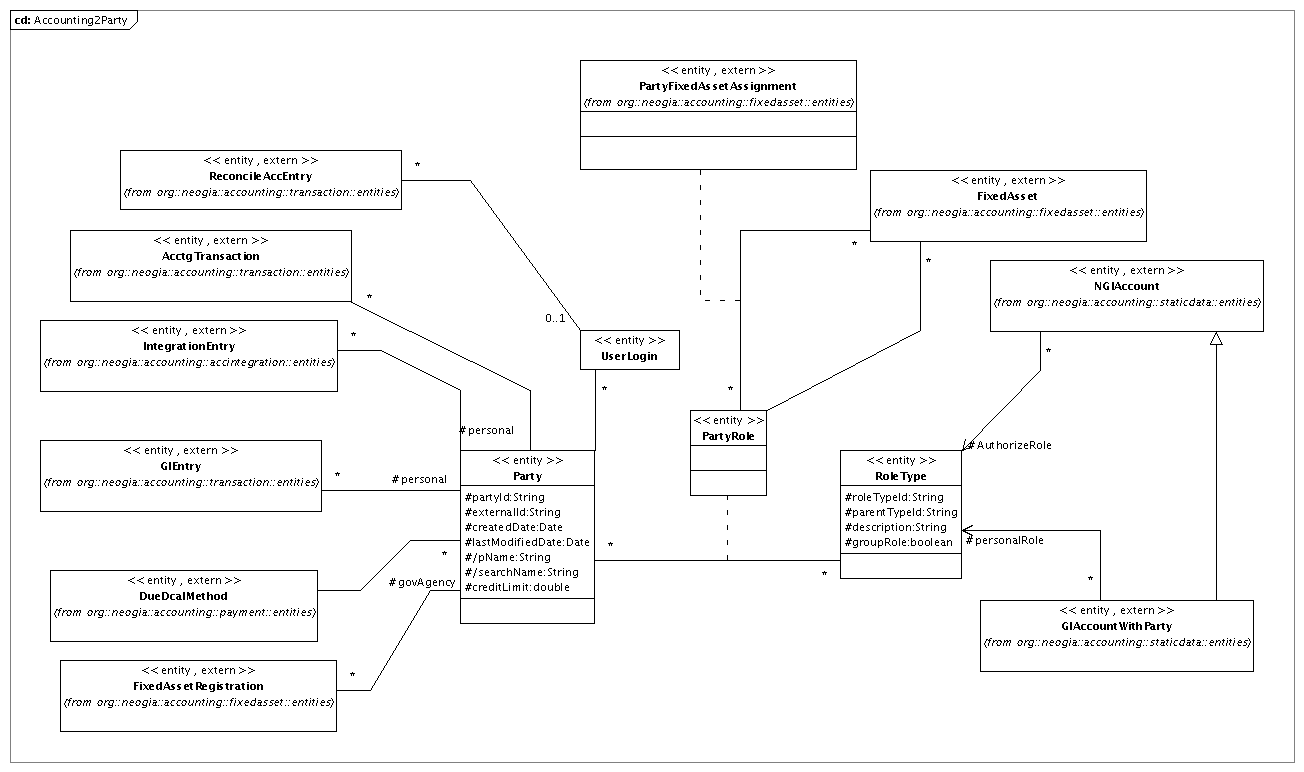 cd: Accounting2Party
<< entity , extern >>
PartyFixedAssetAssignment
(from org::neogia::accounting::fixedasset::entities)
<< entity , extern >>
ReconcileAccEntry
(from org::neogia::accounting::transaction::entities)
*
<< entity , extern >>
FixedAsset
(from org::neogia::accounting::fixedasset::entities)
*
*
<< entity , extern >>
AcctgTransaction
(from org::neogia::accounting::transaction::entities)
*
<< entity , extern >>
NGlAccount
(from org::neogia::accounting::staticdata::entities)
*
<< entity , extern >>
IntegrationEntry
(from org::neogia::accounting::accintegration::entities)
*
0..1
<< entity >>
UserLogin
*
*
<< entity >>
PartyRole
# personal
<< entity , extern >>
GlEntry
(from org::neogia::accounting::transaction::entities)
*
# personal
<< entity >>
Party
#partyId:String
#externalId:String
#createdDate:Date
#lastModifiedDate:Date
#/pName:String
#/searchName:String
#creditLimit:double
*
*
#AuthorizeRole
<< entity >>
RoleType
#roleTypeId:String
#parentTypeId:String
#description:String
#groupRole:boolean
#personalRole
*
*
<< entity , extern >>
DueDcalMethod
(from org::neogia::accounting::payment::entities)
# govAgency
<< entity , extern >>
GlAccountWithParty
(from org::neogia::accounting::staticdata::entities)
<< entity , extern >>
FixedAssetRegistration
(from org::neogia::accounting::fixedasset::entities)
*